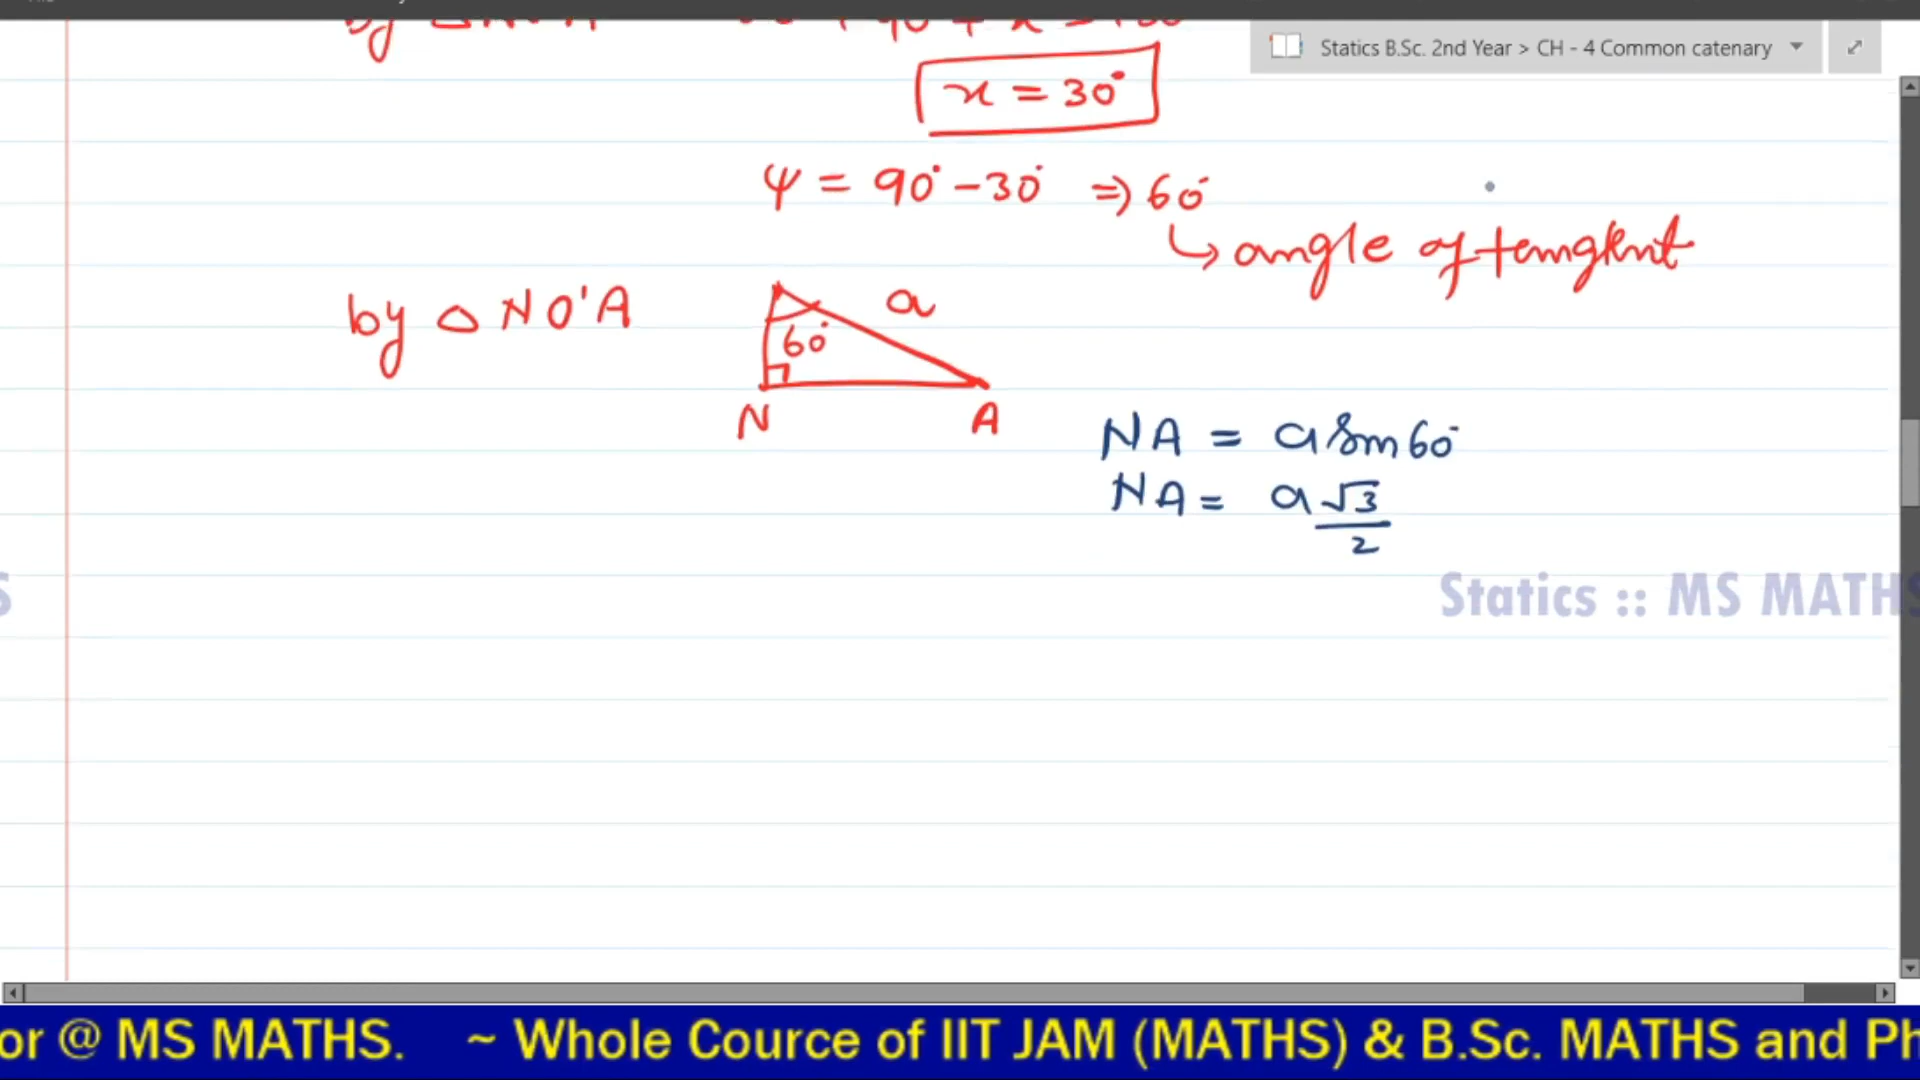 Statics B.Sc. 2nd Year > CH - 4 Common catenary
x = 30°
ψ = 90° - 30° => 60°
↳ angle of tangent
by △ NO'A
a
60°
N A
NA = a sin 60°
NA = a √3/2
Statics :: MS MATHS
or @ MS MATHS. ~ Whole Cource of IIT JAM (MATHS) & B.Sc. MATHS and Ph